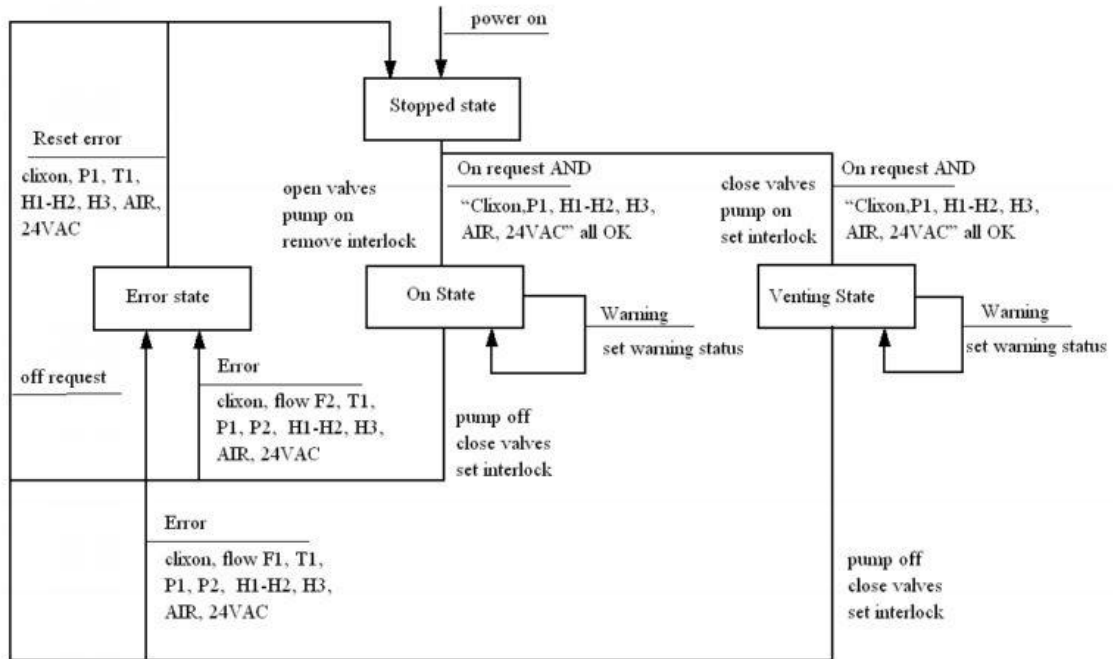 power on
Stopped state
Reset error
clixon, P1, T1,
H1-H2, H3, AIR,
24VAC
open valves
pump on
remove interlock
On request AND
“Clixon,P1, H1-H2, H3,
AIR, 24VAC” all OK
close valves
pump on
set interlock
On request AND
“Clixon,P1, H1-H2, H3,
AIR, 24VAC” all OK
Error state
On State
Warning
set warning status
Venting State
Warning
set warning status
off request
Error
clixon, flow F2, T1,
P1, P2, H1-H2, H3,
AIR, 24VAC
pump off
close valves
set interlock
Error
clixon, flow F1, T1,
P1, P2, H1-H2, H3,
AIR, 24VAC
pump off
close valves
set interlock